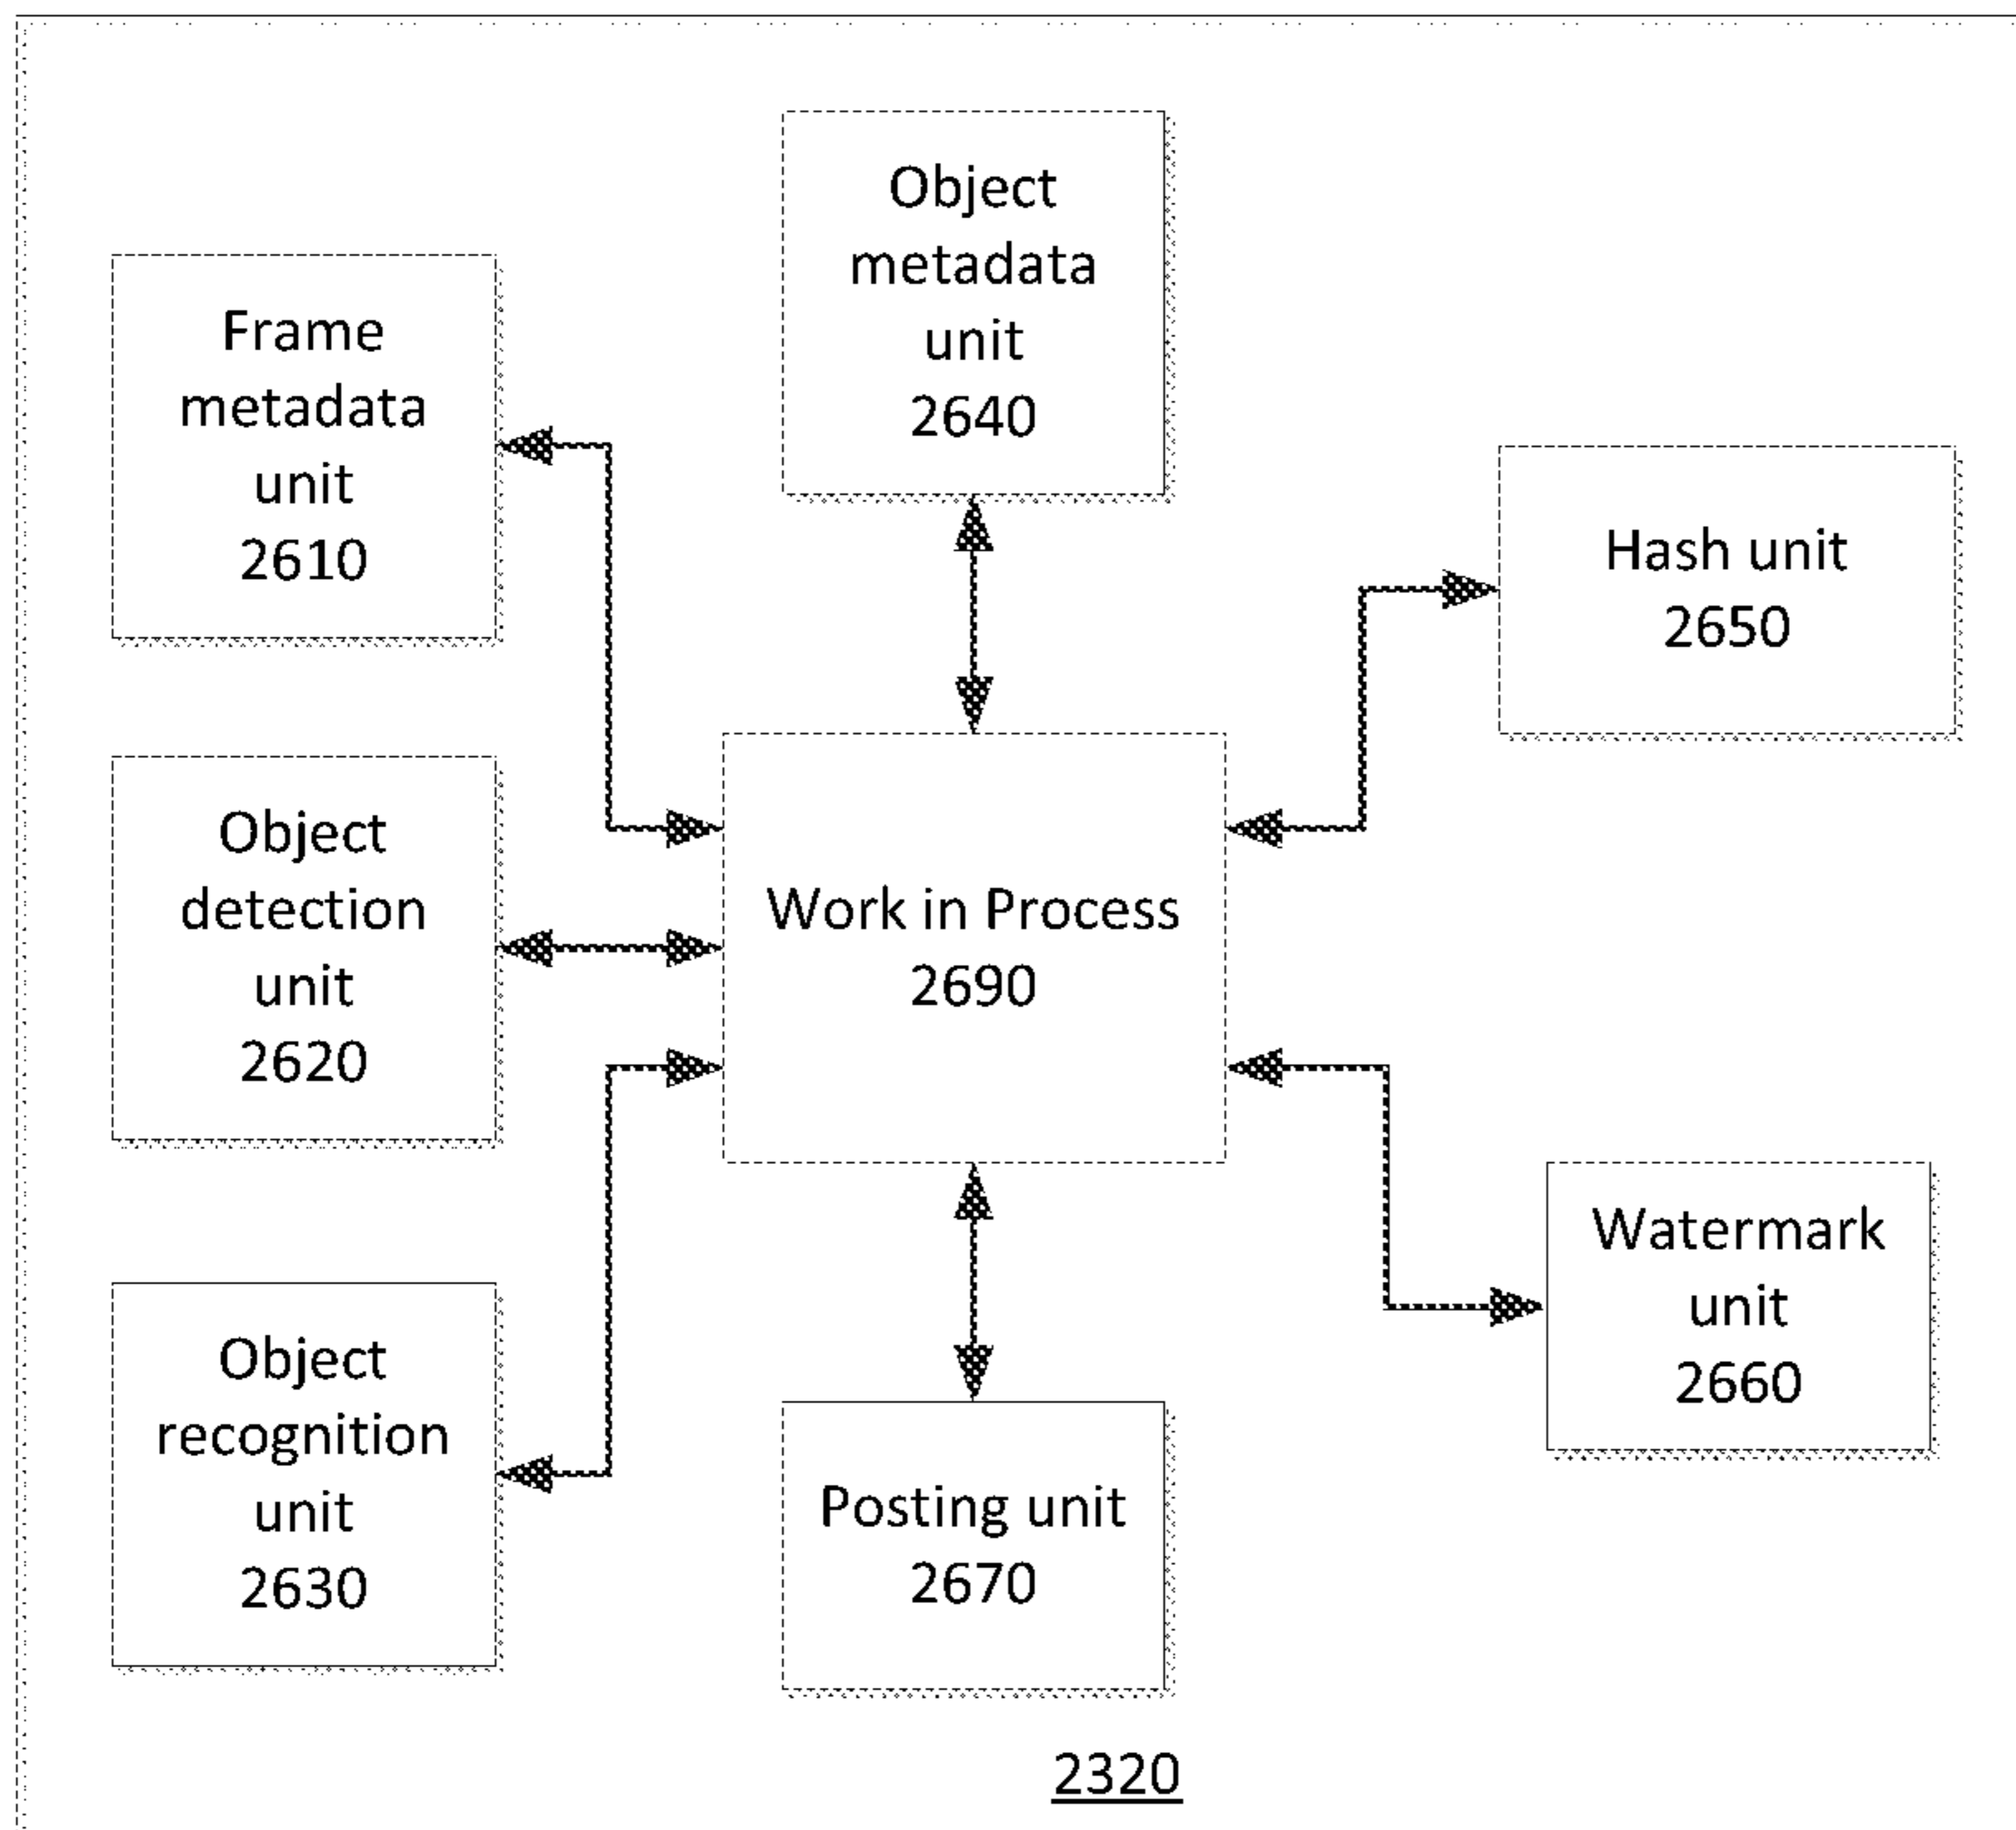 Object
metadata
unit
2640
Frame
metadata
unit
2610
Hash unit
2650
Object
detection
unit
2620
Work in Process
2690
Watermark
unit
2660
Object
recognition
unit
2630
Posting unit
2670
2320